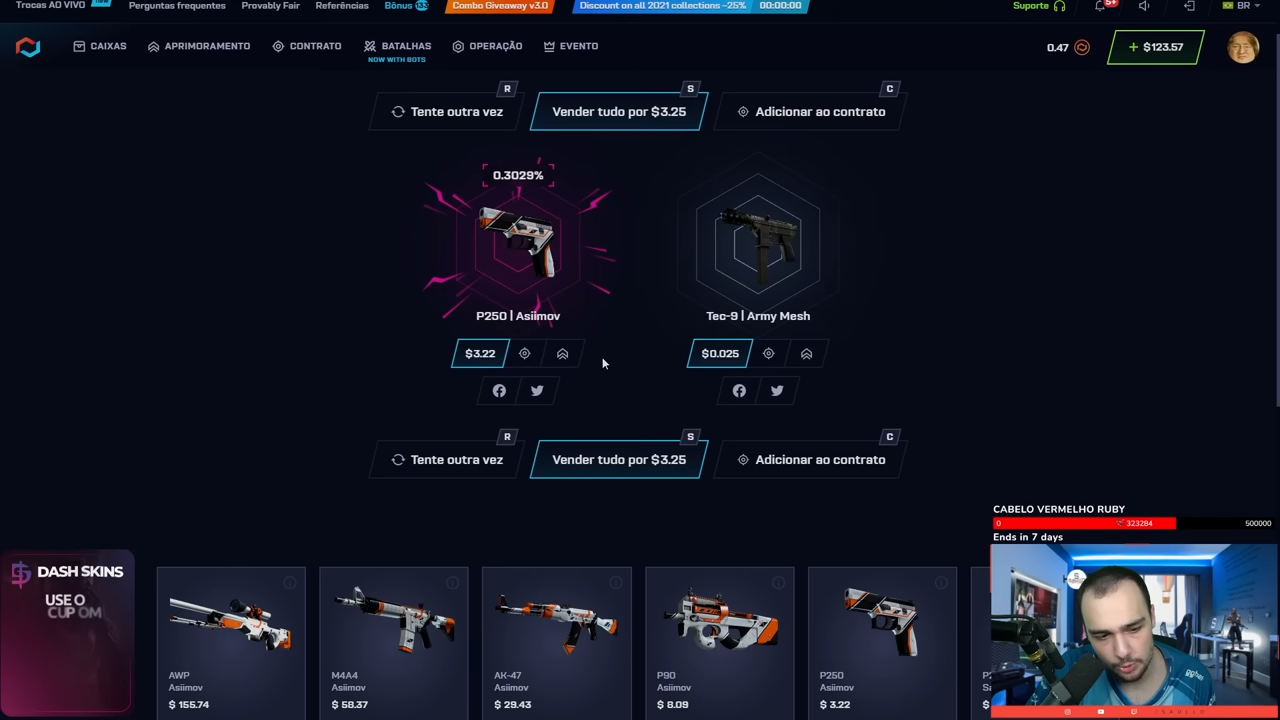 Trocas AO VIVO new Perguntas frequentes Provably Fair Referências Bônus 133 Combo Giveaway v3.0 Discount on all 2021 collections −25% 00:00:00 Suporte 5+ BR
CAIXAS APRIMORAMENTO CONTRATO BATALHAS OPERAÇÃO EVENTO 0.47 + $123.57
NOW WITH BOTS
R S C
Tente outra vez Vender tudo por $3.25 Adicionar ao contrato
0.3029%
P250 | Asiimov Tec-9 | Army Mesh
$3.22 $0.025
R S C
Tente outra vez Vender tudo por $3.25 Adicionar ao contrato
CABELO VERMELHO RUBY
0 323284 500000
Ends in 7 days
DASH SKINS
USE O
CUPOM
AWP M4A4 AK-47 P90 P250
Asiimov Asiimov Asiimov Asiimov Asiimov
$ 155.74 $ 58.37 $ 29.43 $ 8.09 $ 3.22